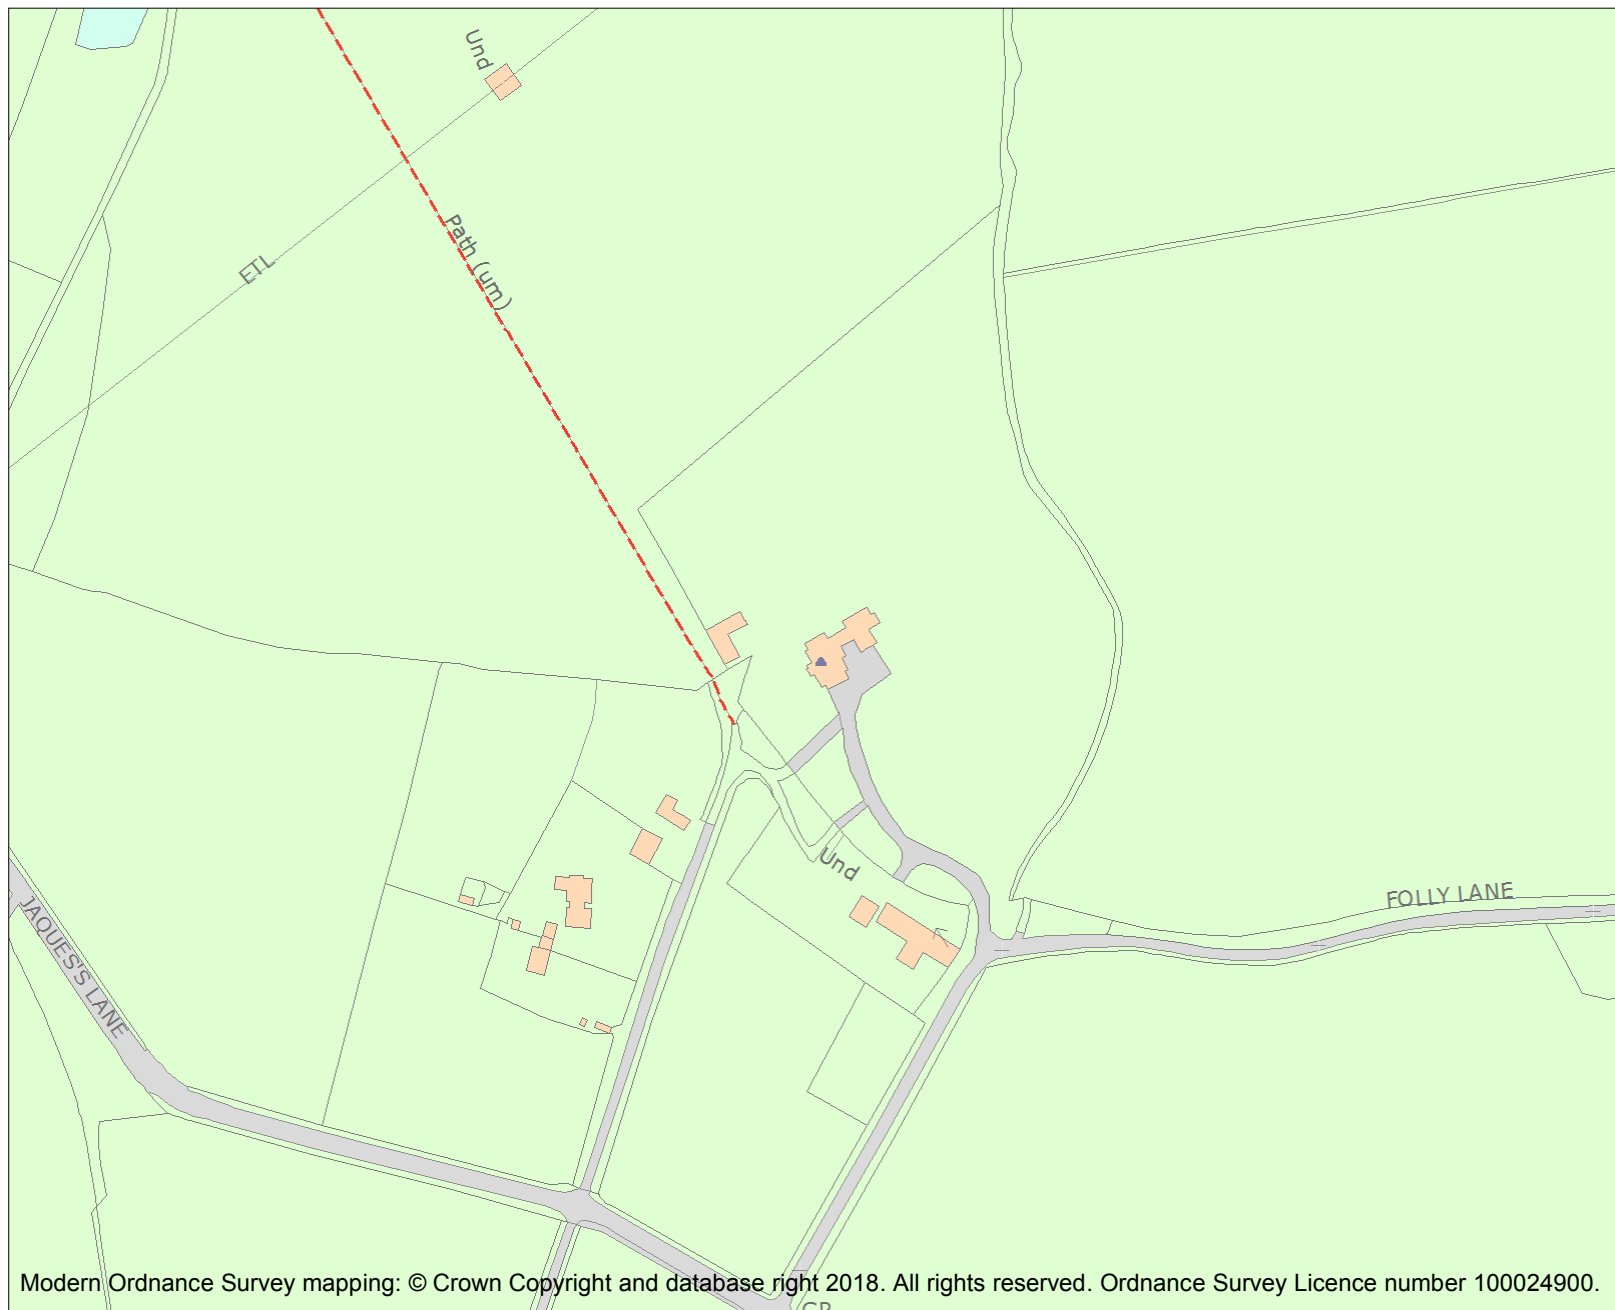 Und
ETL
Path (um)
Und
FOLLY LANE
JAQUES'S LANE
Modern Ordnance Survey mapping: © Crown Copyright and database right 2018. All rights reserved. Ordnance Survey Licence number 100024900.